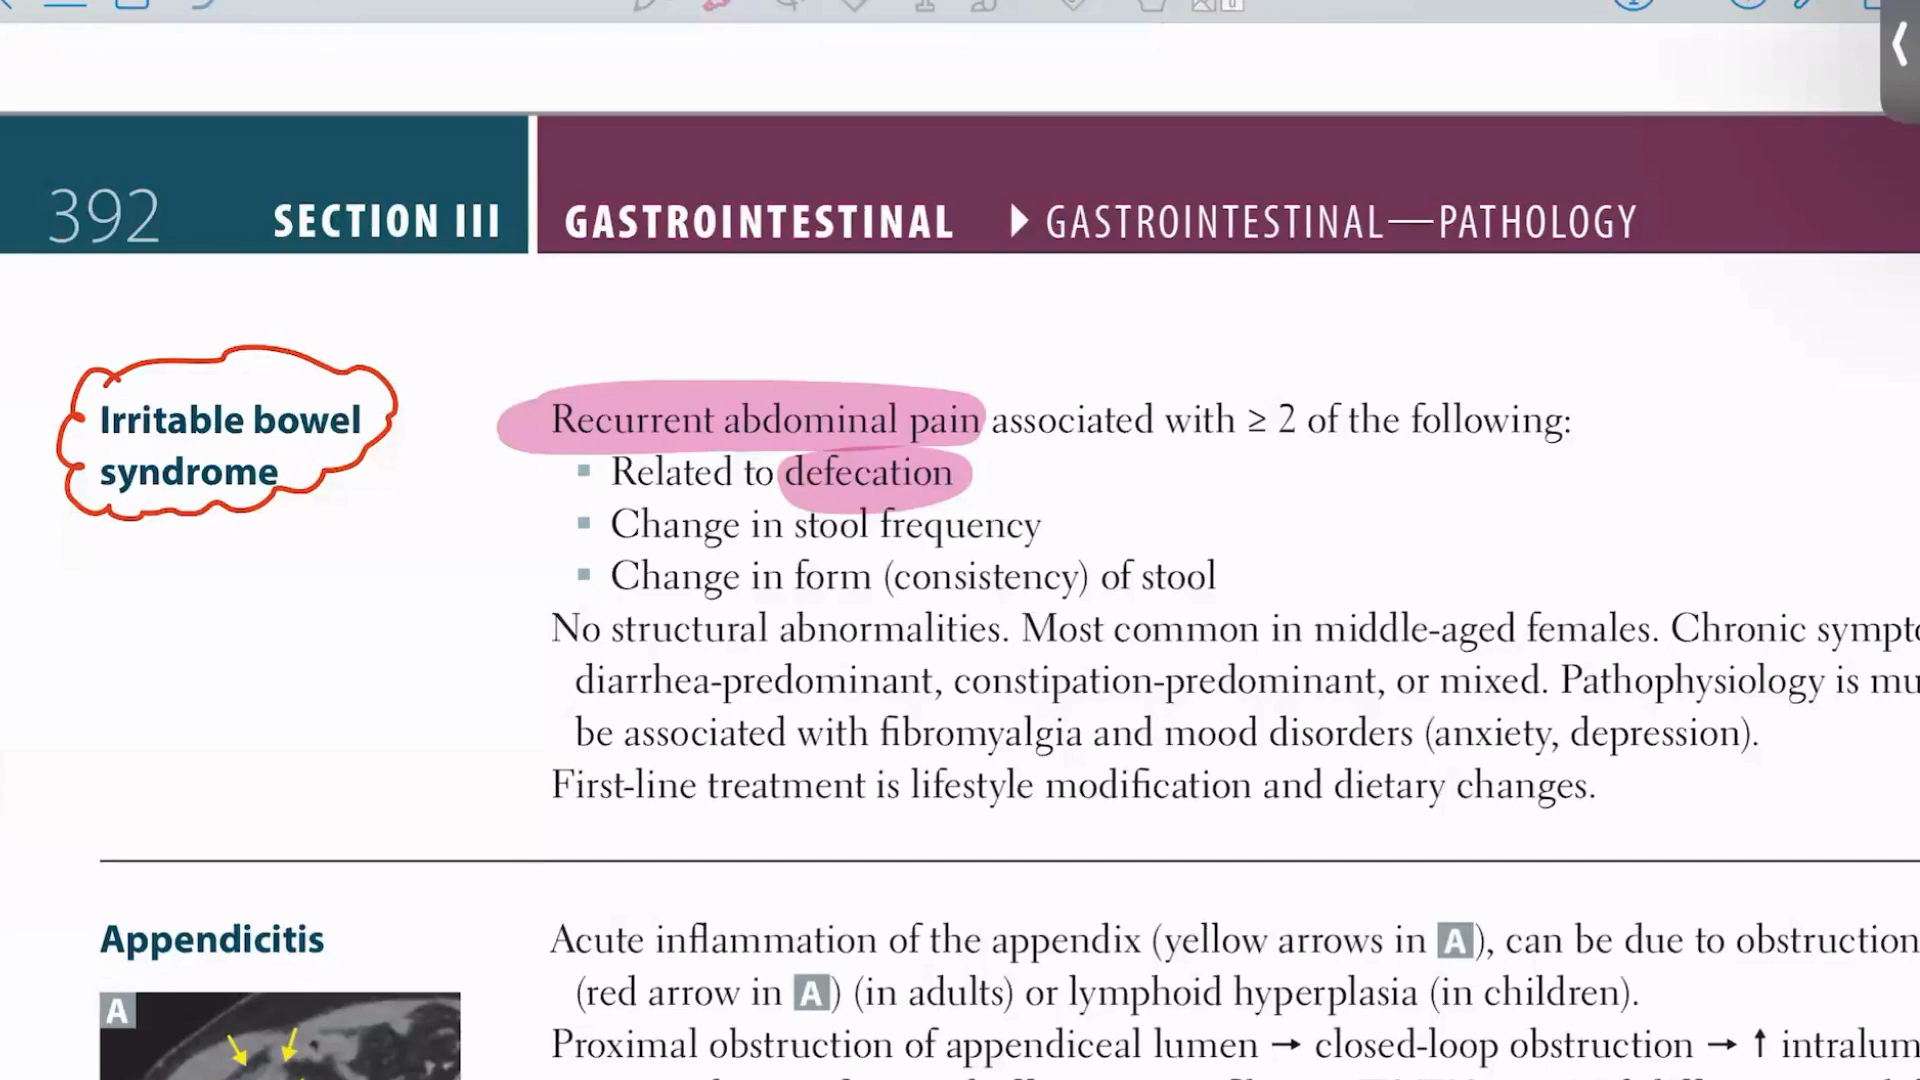 392 SECTION III GASTROINTESTINAL ▶ GASTROINTESTINAL—PATHOLOGY
Irritable bowel
syndrome
Recurrent abdominal pain associated with ≥ 2 of the following:
▪ Related to defecation
▪ Change in stool frequency
▪ Change in form (consistency) of stool
No structural abnormalities. Most common in middle-aged females. Chronic
diarrhea-predominant, constipation-predominant, or mixed. Pathophysiology is
be associated with fibromyalgia and mood disorders (anxiety, depression).
First-line treatment is lifestyle modification and dietary changes.
Appendicitis
A
Acute inflammation of the appendix (yellow arrows in A), can be due to obstruction
(red arrow in A) (in adults) or lymphoid hyperplasia (in children).
Proximal obstruction of appendiceal lumen → closed-loop obstruction → ↑